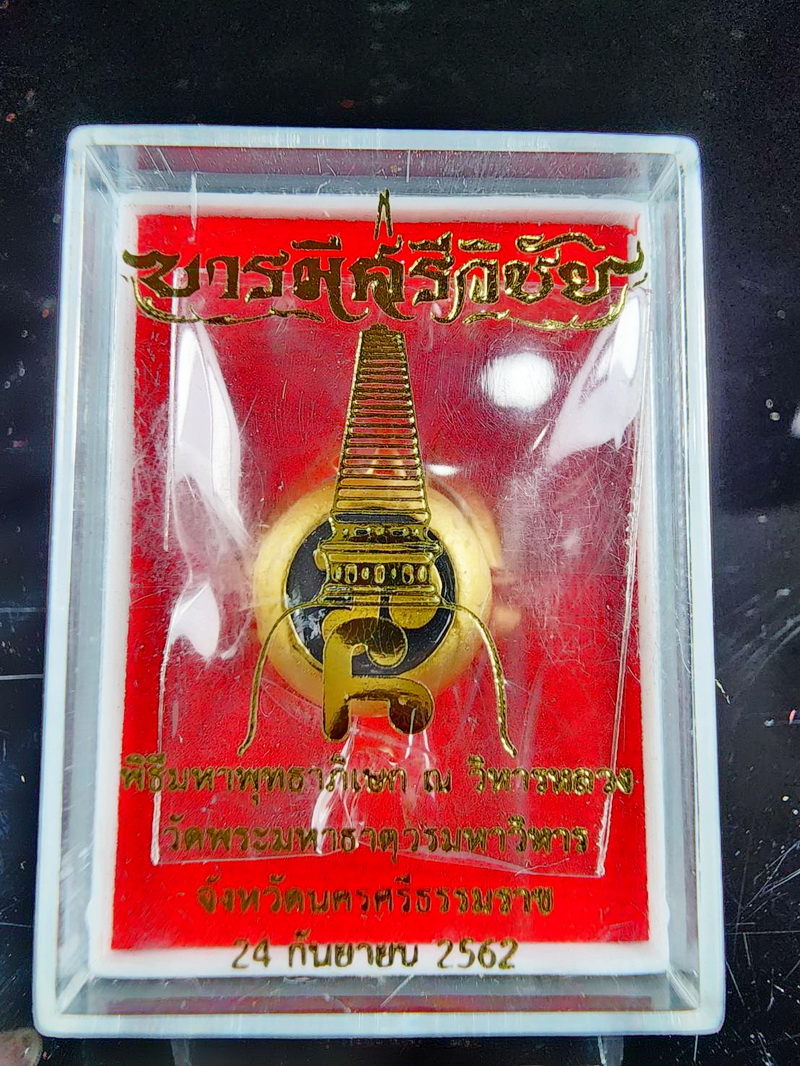 บารมีศรีวิชัย
พิธีมหาพุทธาภิเษก ณ วิหารหลวง
วัดพระมหาธาตุวรมหาวิหาร
จังหวัดนครศรีธรรมราช
24 กันยายน 2562